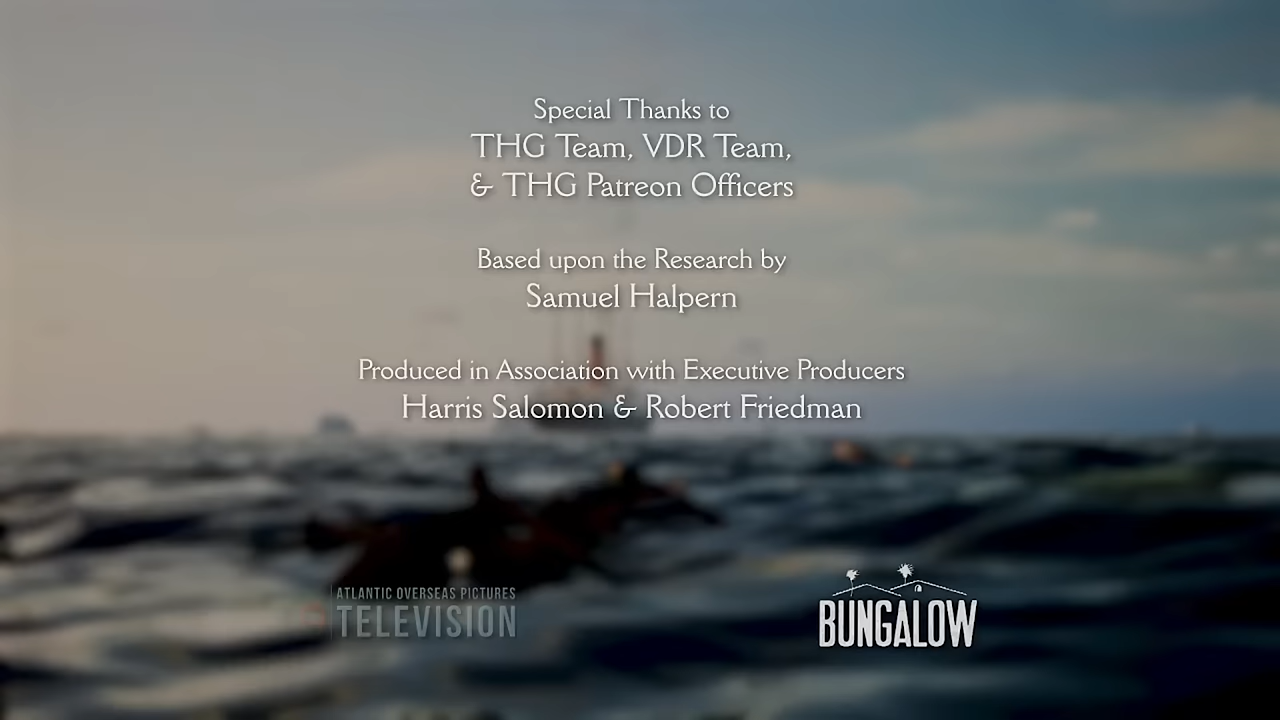 Special Thanks to
THG Team, VDR Team,
& THG Patreon Officers
Based upon the Research by
Samuel Halpern
Produced in Association with Executive Producers
Harris Salomon & Robert Friedman
ATLANTIC OVERSEAS PICTURES
TELEVISION
BUNGALOW